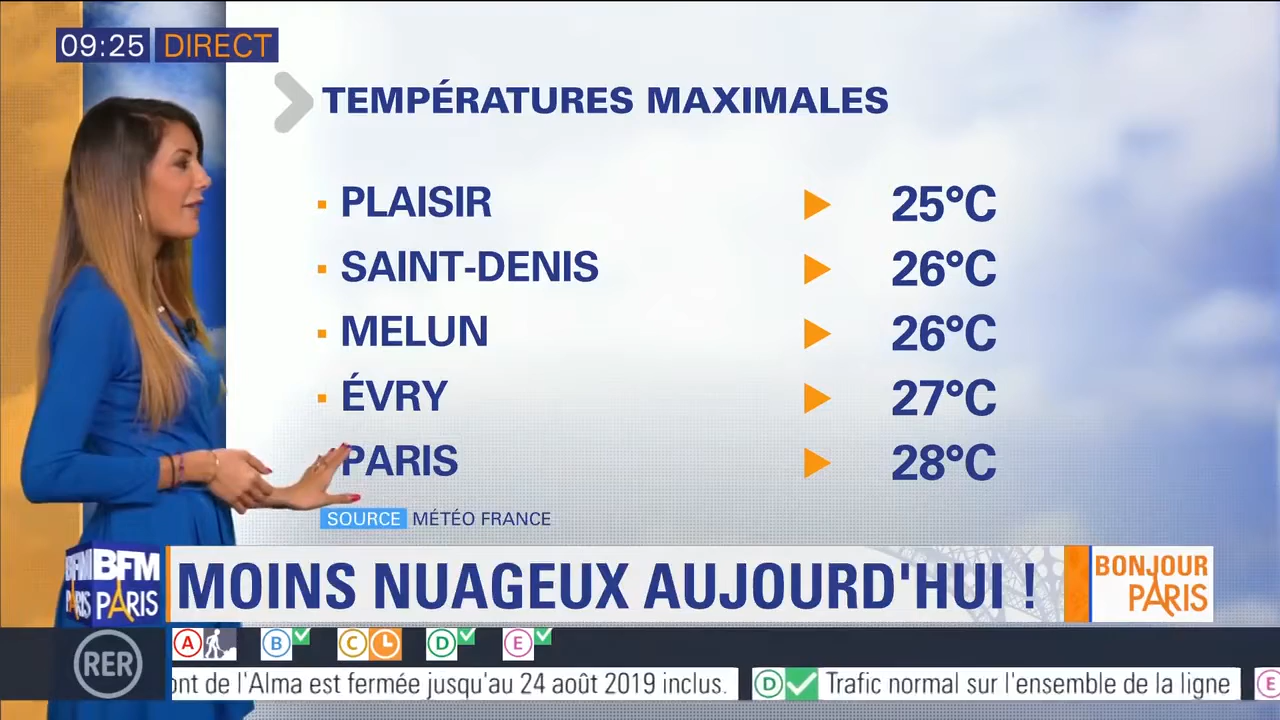 09:25 DIRECT
TEMPÉRATURES MAXIMALES
PLAISIR 25°C
SAINT-DENIS 26°C
MELUN 26°C
ÉVRY 27°C
PARIS 28°C
SOURCE MÉTÉO FRANCE
BFM PARIS
MOINS NUAGEUX AUJOURD'HUI !
BONJOUR PARIS
RER
A B C D E
de l'Alma est fermée jusqu'au 24 août 2019 inclus. D Trafic normal sur l'ensemble de la ligne E